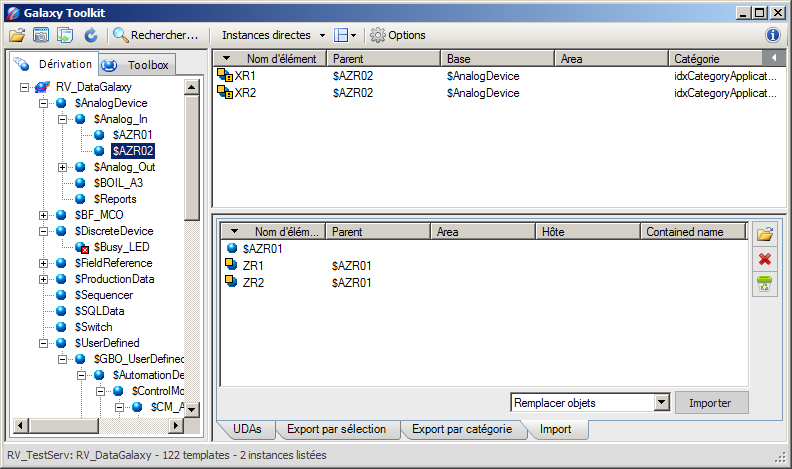 Galaxy Toolkit
Rechercher... Instances directes Options
Dérivation Toolbox
RV_DataGalaxy
$AnalogDevice
$Analog_In
$AZR01
$AZR02
$Analog_Out
$BOIL_A3
$Reports
$BF_MCO
$DiscreteDevice
$Busy_LED
$FieldReference
$ProductionData
$Sequencer
$SQLData
$Switch
$UserDefined
$GBO_UserDefined
$AutomationDe
$ControlMo
$CM_A
Nom d'élément Parent Base Area Catégorie
XR1 $AZR02 $AnalogDevice idxCategoryApplicat...
XR2 $AZR02 $AnalogDevice idxCategoryApplicat...
Nom d'élém... Parent Area Hôte Contained name
$AZR01
ZR1 $AZR01
ZR2 $AZR01
Remplacer objets Importer
UDAs Export par sélection Export par catégorie Import
RV_TestServ: RV_DataGalaxy - 122 templates - 2 instances listées